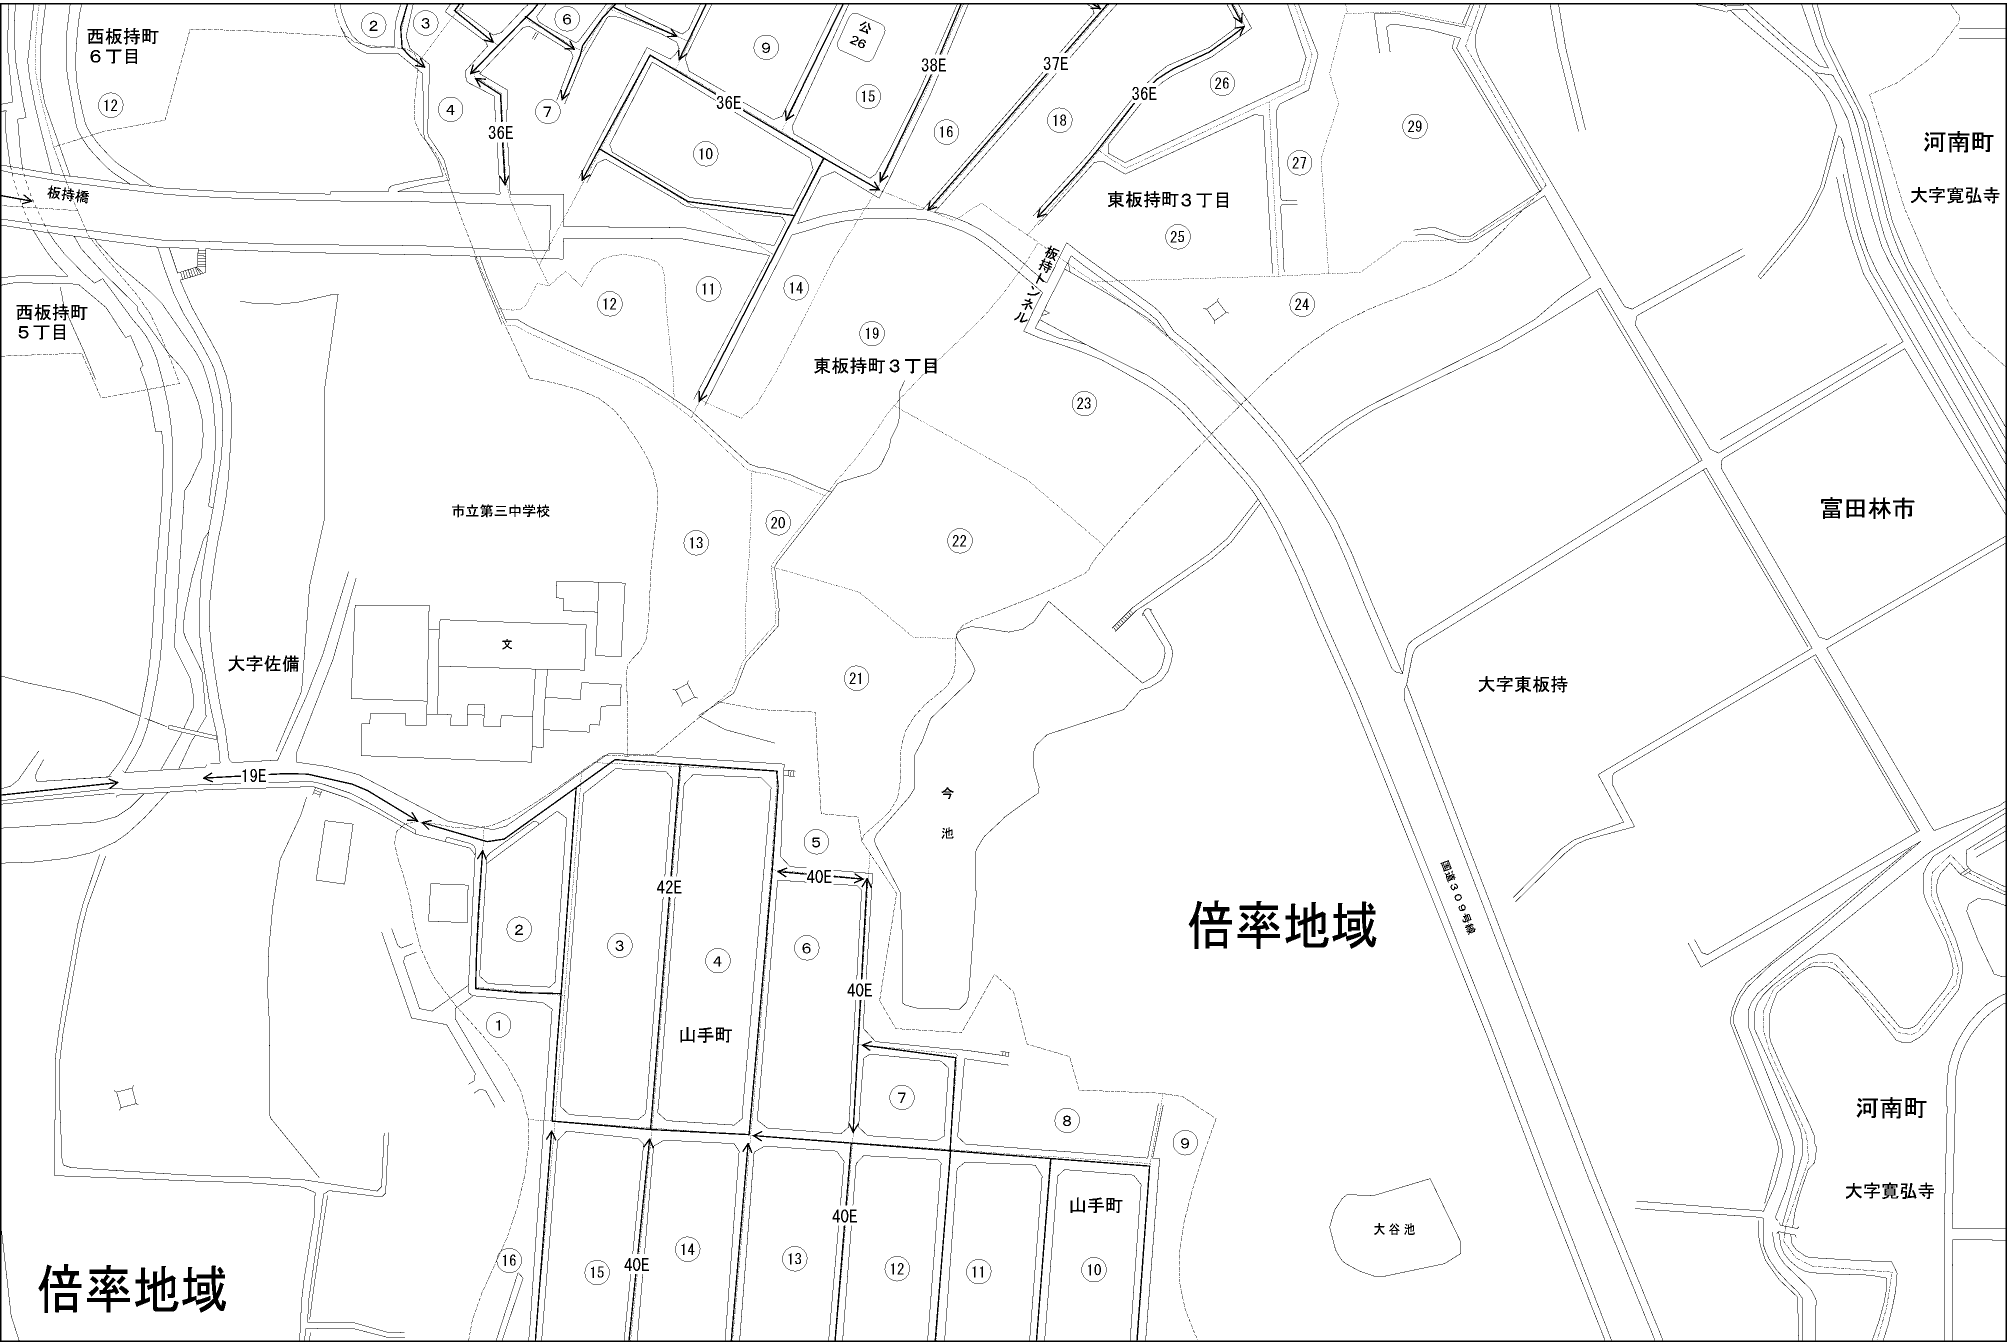 西板持町
６丁目
②
③
⑥
⑨
公
26
⑮
38E
37E
36E
㉖
河南町
大字寛弘寺
⑫
④
⑦
36E
36E
⑩
⑯
⑱
㉗
㉙
板持橋
東板持町３丁目
㉕
板持トンネル
西板持町
５丁目
⑫
⑪
⑭
⑲
東板持町３丁目
㉔
㉓
市立第三中学校
⑬
⑳
㉒
富田林市
大字佐備
文
㉑
大字東板持
19E
今
池
⑤
40E
42E
②
③
④
⑥
40E
倍率地域
国道３０９号線
①
山手町
⑦
⑧
⑨
河南町
大字寛弘寺
山手町
40E
大谷池
⑯
⑮
40E
⑭
⑬
⑫
⑪
⑩
倍率地域